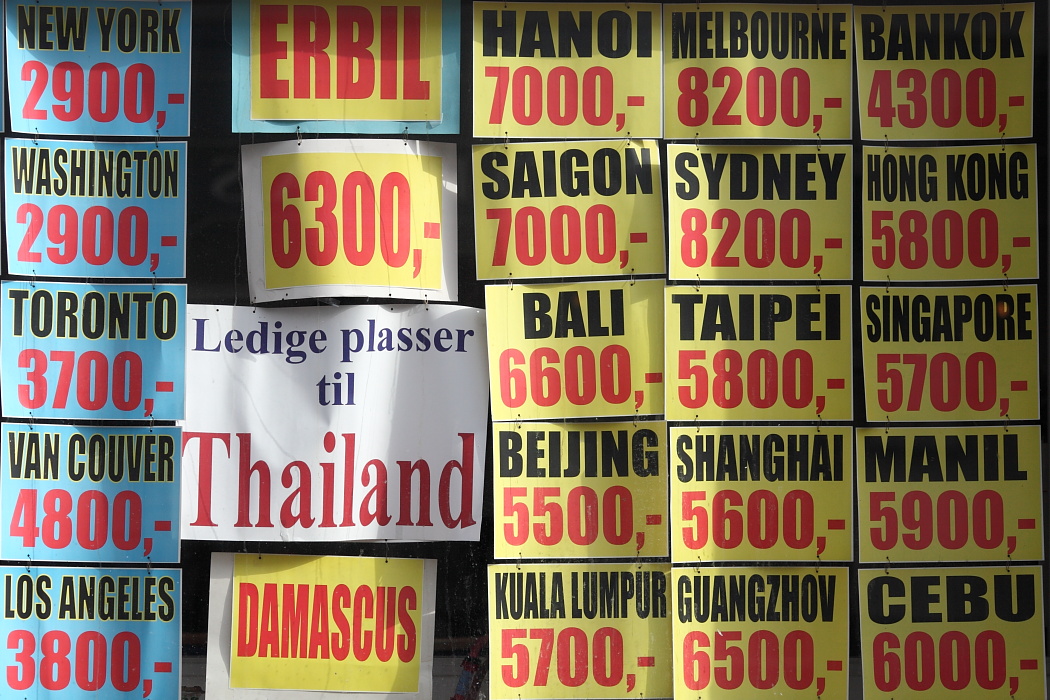 NEW YORK
2900,-
WASHINGTON
2900,-
TORONTO
3700,-
VAN COUVER
4800,-
LOS ANGELES
3800,-
ERBIL
6300,-
Ledige plasser
til
Thailand
DAMASCUS
HANOI
7000,-
SAIGON
7000,-
BALI
6600,-
BEIJING
5500,-
KUALA LUMPUR
5700,-
MELBOURNE
8200,-
SYDNEY
8200,-
TAIPEI
5800,-
SHANGHAI
5600,-
GUANGZHOV
6500,-
BANKOK
4300,-
HONG KONG
5800,-
SINGAPORE
5700,-
MANIL
5900,-
CEBU
6000,-